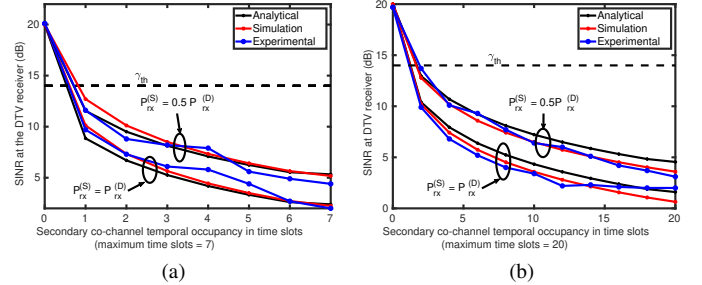 SINR at the DTV receiver (dB)
20
15
10
5
Analytical
Simulation
Experimental
γth
P rx (S) = 0.5 P rx (D)
P rx (S) = P rx (D)
0 1 2 3 4 5 6 7
Secondary co-channel temporal occupancy in time slots
(maximum time slots = 7)
(a)
SINR at DTV receiver (dB)
20
15
10
5
Analytical
Simulation
Experimental
γth
P rx (S) = 0.5P rx (D)
P rx (S) = P rx (D)
0 5 10 15 20
Secondary co-channel temporal occupancy in time slots
(maximum time slots = 20)
(b)